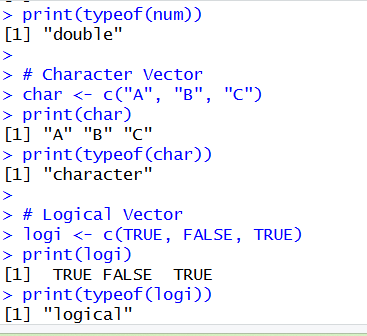 > print(typeof(num))
[1] "double"
>
> # Character Vector
> char <- c("A", "B", "C")
> print(char)
[1] "A" "B" "C"
> print(typeof(char))
[1] "character"
>
> # Logical Vector
> logi <- c(TRUE, FALSE, TRUE)
> print(logi)
[1]  TRUE FALSE  TRUE
> print(typeof(logi))
[1] "logical"